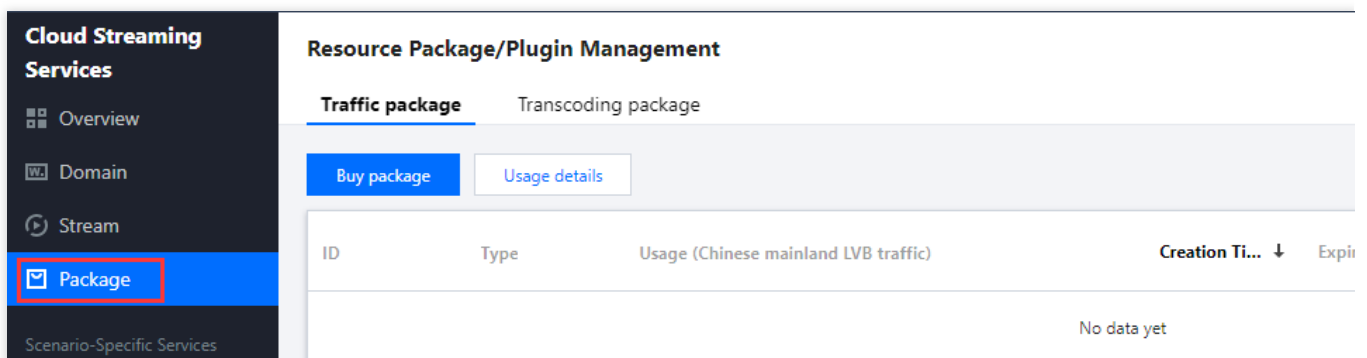 Cloud Streaming
Services
Overview
Domain
Stream
Package
Scenario-Specific Services
Resource Package/Plugin Management
Traffic package Transcoding package
Buy package Usage details
ID Type Usage (Chinese mainland LVB traffic) Creation Ti... ↓ Expir
No data yet